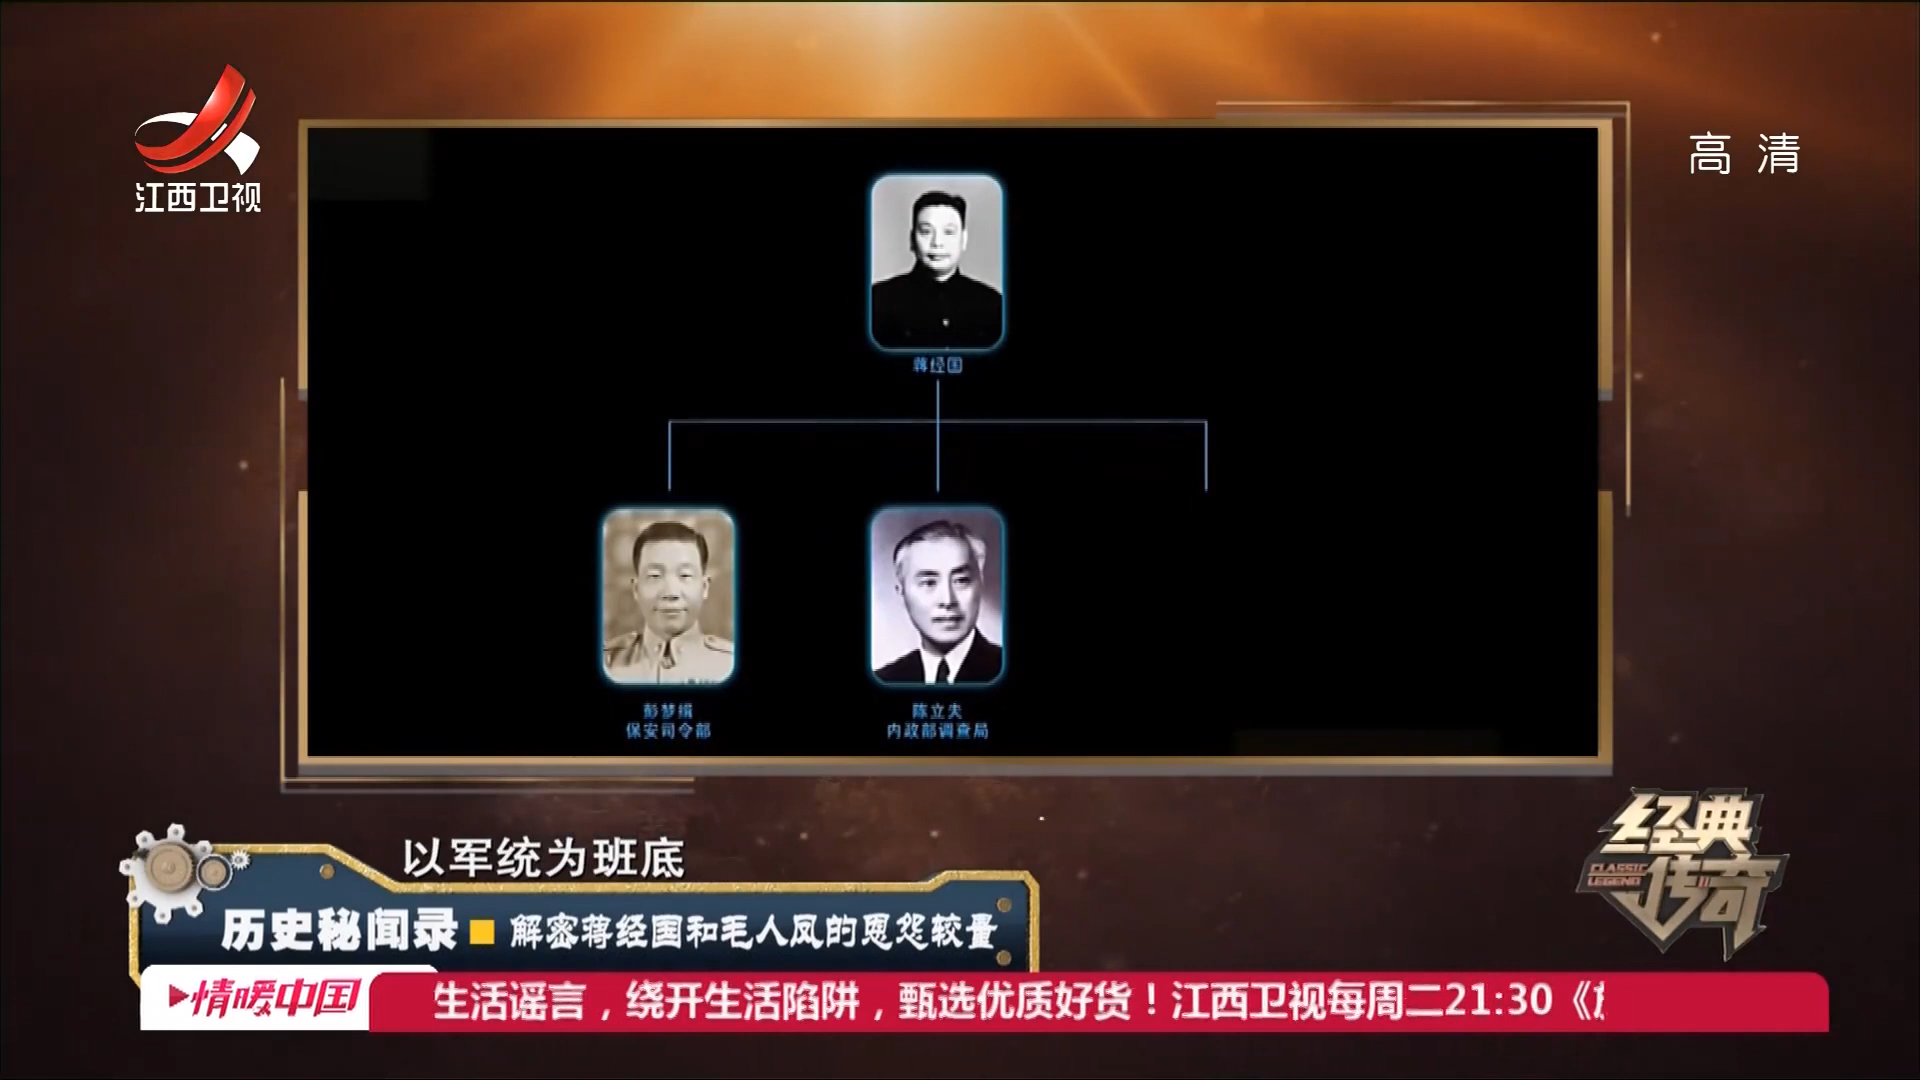 江西卫视
高清
蒋经国
彭梦缉
保安司令部
陈立夫
内政部调查局
以军统为班底
经典
CLASSIC
LEGEND
传奇
历史秘闻录 解密蒋经国和毛人凤的恩怨较量
情暖中国
生活谣言，绕开生活陷阱，甄选优质好货！江西卫视每周二21:30《